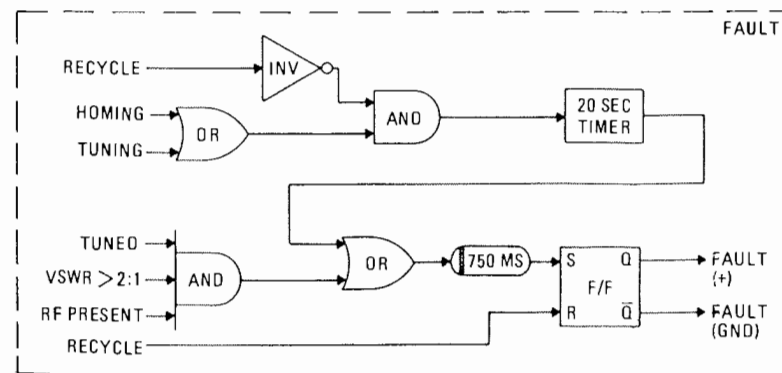 FAULT
RECYCLE
INV
HOMING
OR
TUNING
AND
20 SEC
TIMER
TUNED
VSWR > 2:1
AND
RF PRESENT
RECYCLE
OR
750 MS
S Q
F/F
R Q̅
FAULT
(+)
FAULT
(GND)